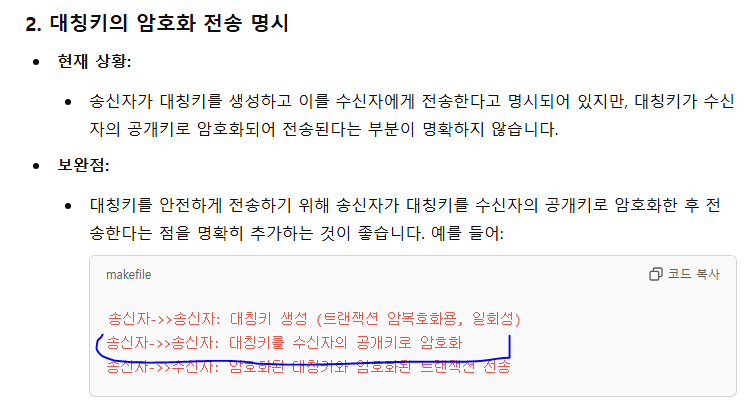 2. 대칭키의 암호화 전송 명시
현재 상황:
송신자가 대칭키를 생성하고 이를 수신자에게 전송한다고 명시되어 있지만, 대칭키가 수신
자의 공개키로 암호화되어 전송된다는 부분이 명확하지 않습니다.
보완점:
대칭키를 안전하게 전송하기 위해 송신자가 대칭키를 수신자의 공개키로 암호화한 후 전
송한다는 점을 명확히 추가하는 것이 좋습니다. 예를 들어:
makefile
코드 복사
송신자->>송신자: 대칭키 생성 (트랜잭션 암복호화용, 일회성)
송신자->>송신자: 대칭키를 수신자의 공개키로 암호화
송신자->>수신자: 암호화된 대칭키와 암호화된 트랜잭션 전송